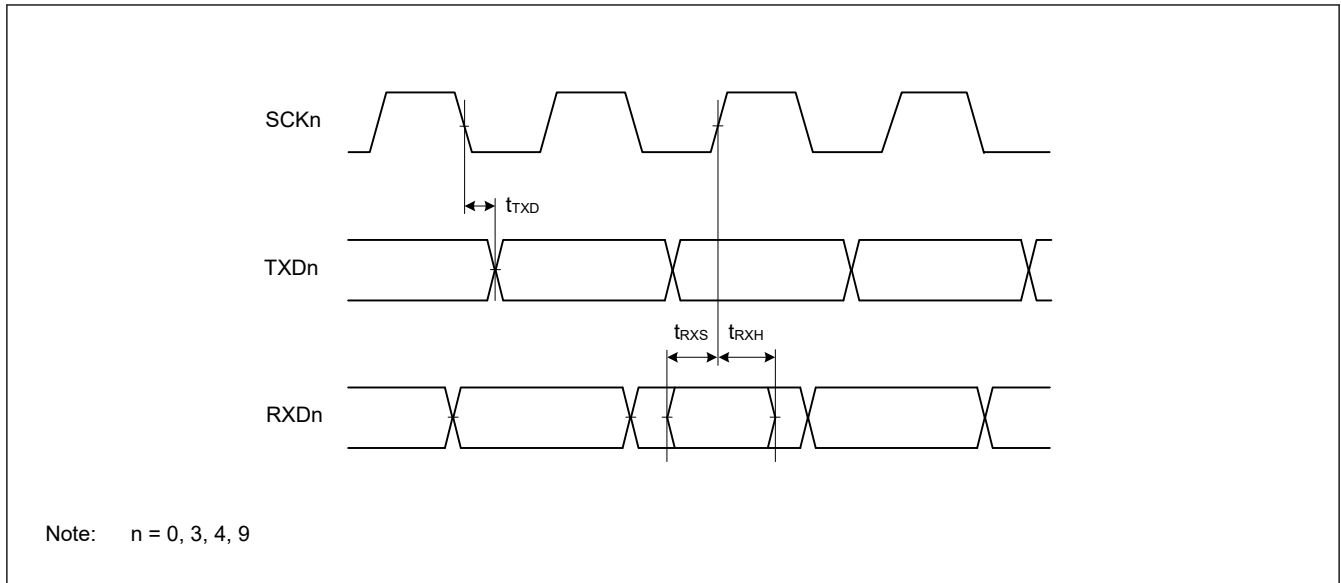 SCKn
tTXD
TXDn
tRXS tRXH
RXDn
Note: n = 0, 3, 4, 9